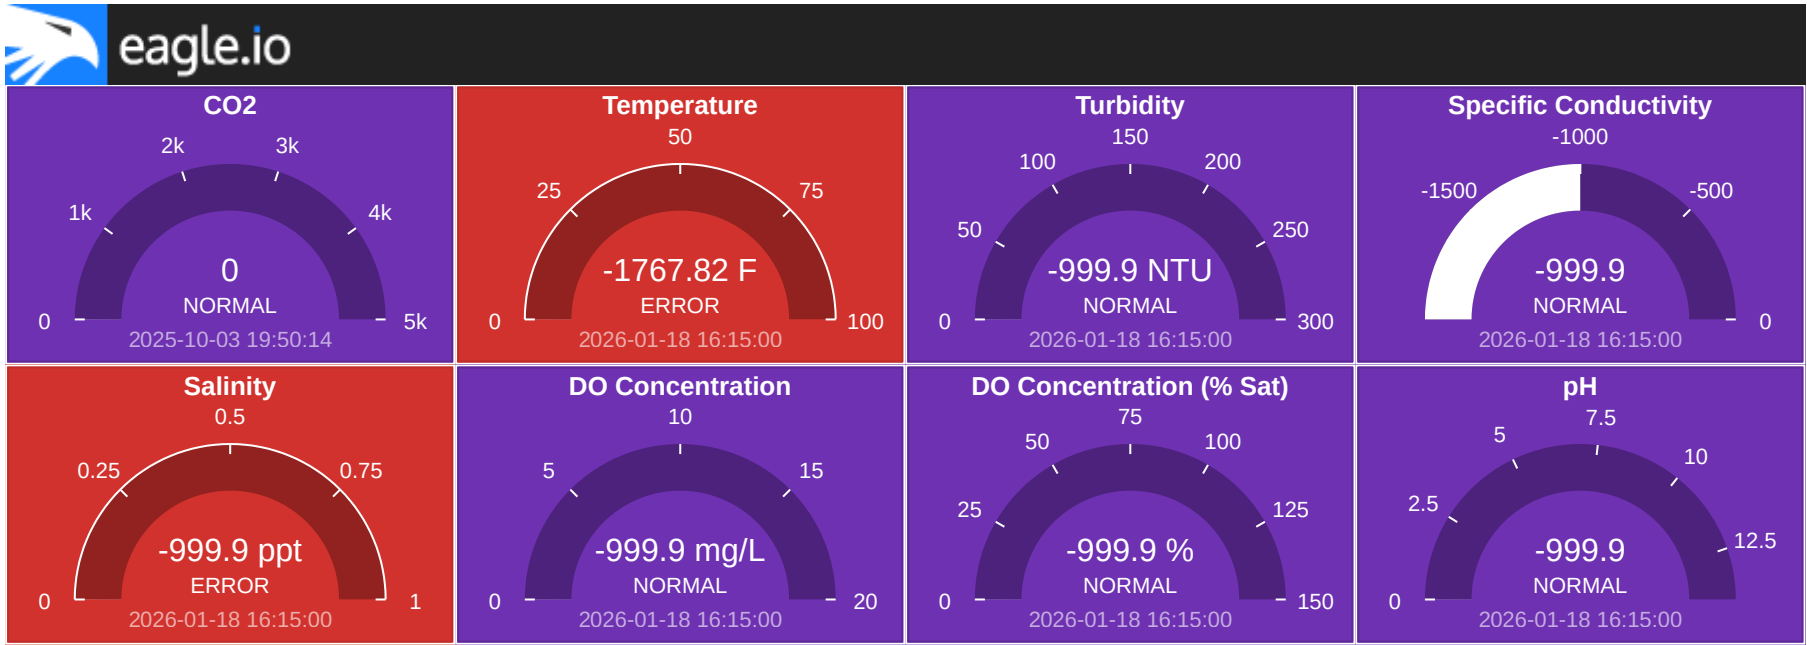 eagle.io
CO2
2k
3k
1k
4k
0
NORMAL
0
5k
2025-10-03 19:50:14
Temperature
50
25
75
-1767.82 F
ERROR
0
100
2026-01-18 16:15:00
Turbidity
150
100
200
50
250
-999.9 NTU
NORMAL
0
300
2026-01-18 16:15:00
Specific Conductivity
-1000
-1500
-500
-999.9
NORMAL
0
2026-01-18 16:15:00
Salinity
0.5
0.25
0.75
-999.9 ppt
ERROR
0
1
2026-01-18 16:15:00
DO Concentration
10
5
15
-999.9 mg/L
NORMAL
0
20
2026-01-18 16:15:00
DO Concentration (% Sat)
75
50
100
25
125
-999.9 %
NORMAL
0
150
2026-01-18 16:15:00
pH
7.5
5
10
2.5
12.5
-999.9
NORMAL
0
2026-01-18 16:15:00